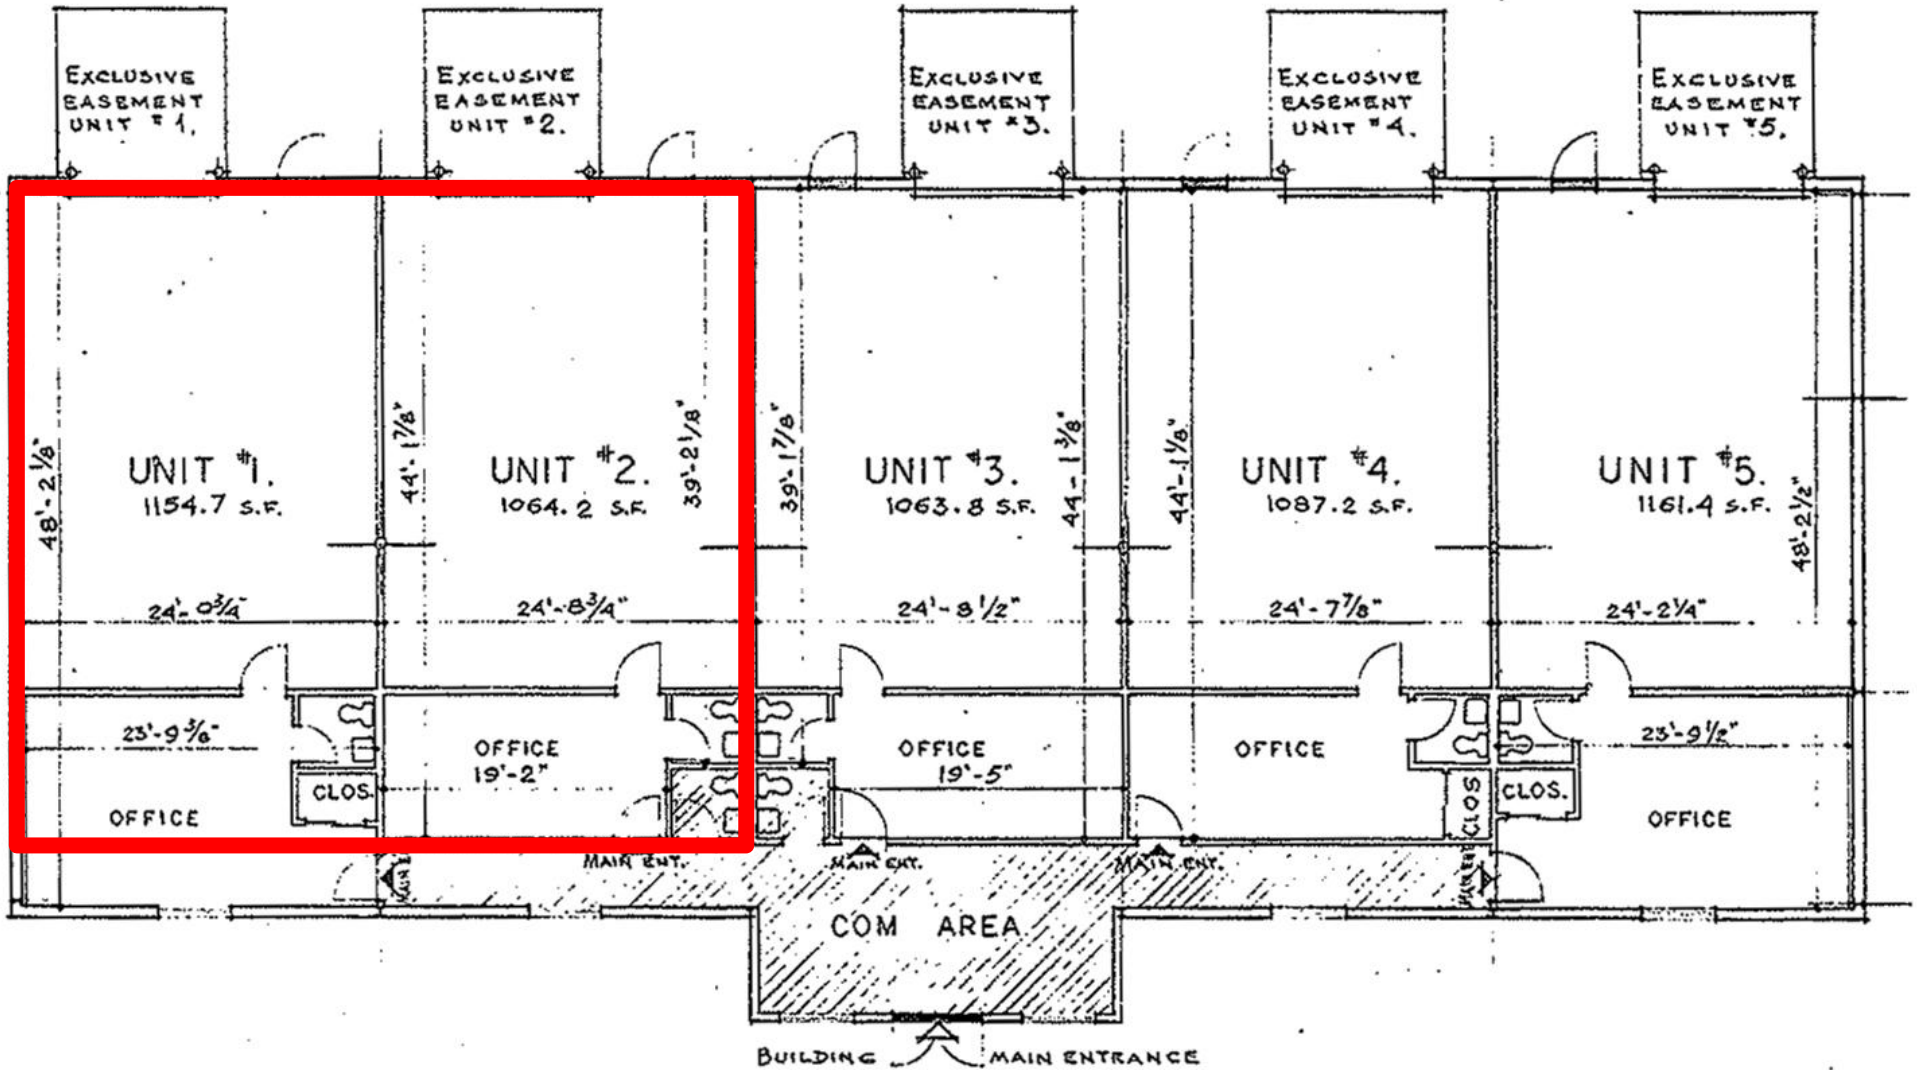 EXCLUSIVE
EASEMENT
UNIT #1.
EXCLUSIVE
EASEMENT
UNIT #2.
EXCLUSIVE
EASEMENT
UNIT #3.
EXCLUSIVE
EASEMENT
UNIT #4.
EXCLUSIVE
EASEMENT
UNIT #5.
48'-2 1/8"
UNIT #1.
1154.7 S.F.
44'-1 7/8"
UNIT #2.
1064.2 S.F.
39'-2 1/8"
39'-1 7/8"
UNIT #3.
1063.8 S.F.
44'-1 3/8"
44'-1 1/8"
UNIT #4.
1087.2 S.F.
UNIT #5.
1161.4 S.F.
48'-2 1/2"
24'-0 3/4"
24'-8 3/4"
24'-8 1/2"
24'-7 7/8"
24'-2 1/4"
23'-9 3/8"
OFFICE
CLOS.
OFFICE
19'-2"
OFFICE
19'-5"
OFFICE
CLOS
CLOS.
23'-9 1/2"
OFFICE
MAIN
MAIN ENT.
MAIN ENT.
MAIN ENT.
MAIN ENT
COM AREA
BUILDING MAIN ENTRANCE